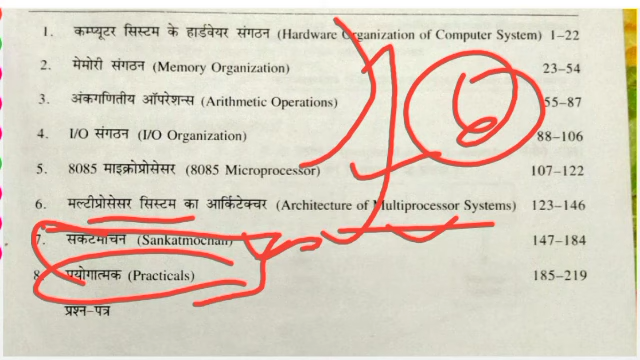 1. कम्प्यूटर सिस्टम के हार्डवेयर संगठन (Hardware Organization of Computer System) 1–22
2. मेमोरी संगठन (Memory Organization) 23–54
3. अंकगणितीय ऑपरेशन्स (Arithmetic Operations) 55–87
4. I/O संगठन (I/O Organization) 88–106
5. 8085 माइक्रोप्रोसेसर (8085 Microprocessor) 107–122
6. मल्टीप्रोसेसर सिस्टम का आर्किटेक्चर (Architecture of Multiprocessor Systems) 123–146
7. संकटमोचन (Sankatmochan) 147–184
8. प्रयोगात्मक (Practicals) 185–219
प्रश्न-पत्र
6